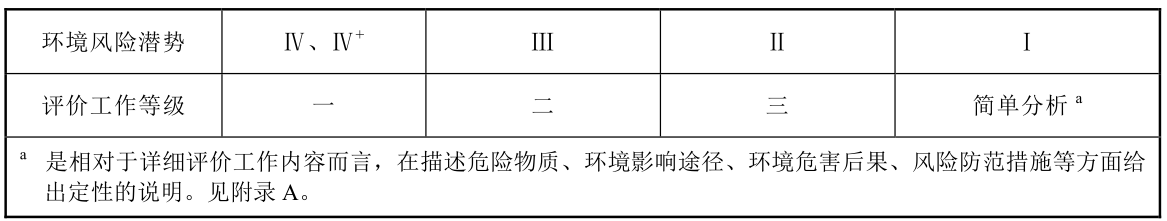 环境风险潜势 Ⅳ、Ⅳ+ Ⅲ Ⅱ Ⅰ
评价工作等级 一 二 三 简单分析 a
a 是相对于详细评价工作内容而言，在描述危险物质、环境影响途径、环境危害后果、风险防范措施等方面给
出定性的说明。见附录 A。